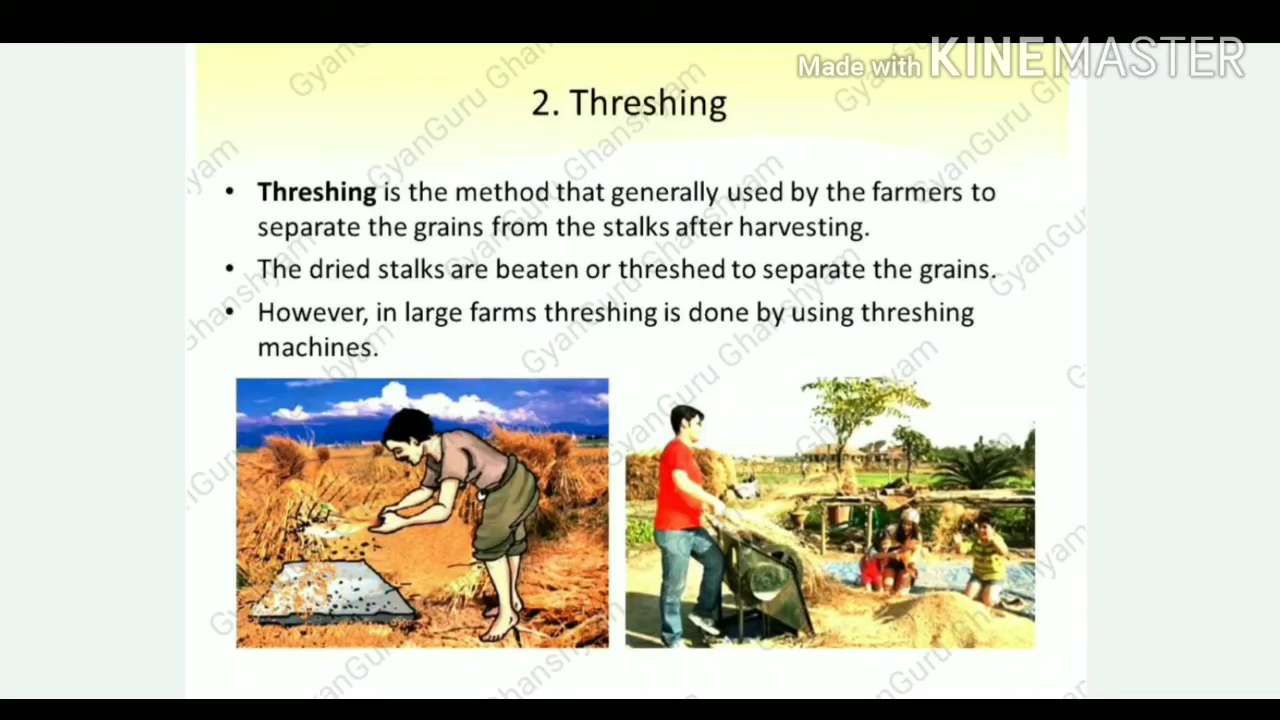 Made with KINEMASTER
2. Threshing
• Threshing is the method that generally used by the farmers to
separate the grains from the stalks after harvesting.
• The dried stalks are beaten or threshed to separate the grains.
• However, in large farms threshing is done by using threshing
machines.
GyanGuru Ghanshyam